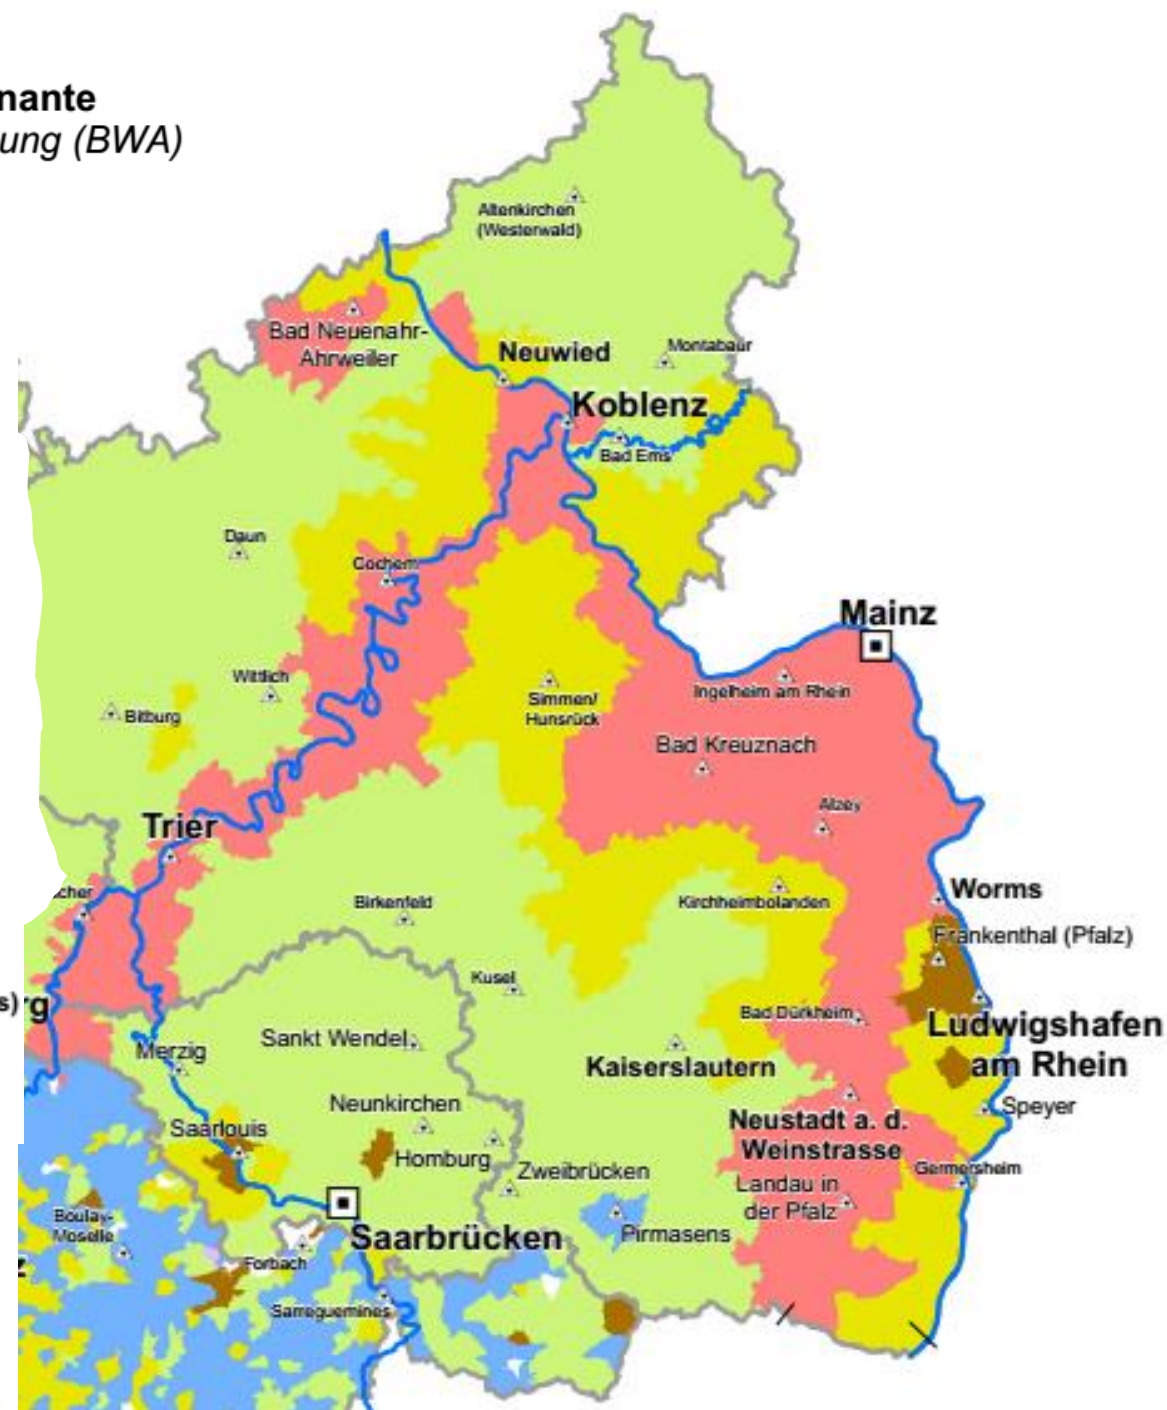 nante
ung (BWA)
Altenkirchen
(Westerwald)
Bad Neuenahr-
Ahrweiler
Neuwied
Montabaur
Koblenz
Bad Ems
Daun
Cochem
Mainz
Wittlich
Simmen/
Hunsrück
Ingelheim am Rhein
Bitburg
Bad Kreuznach
Alzey
Trier
cher
Birkenfeld
Kirchheimbolanden
Worms
Frankenthal (Pfalz)
Kusel
s)rg
Bad Dürkheim
Ludwigshafen
am Rhein
Sankt Wendel
Merzig
Kaiserslautern
Neunkirchen
Speyer
Saarlouis
Neustadt a. d.
Weinstrasse
Homburg
Zweibrücken
Germersheim
Landau in
der Pfalz
Boulay-
Moselle
Saarbrücken
Pirmasens
Forbach
z
Sarreguemines